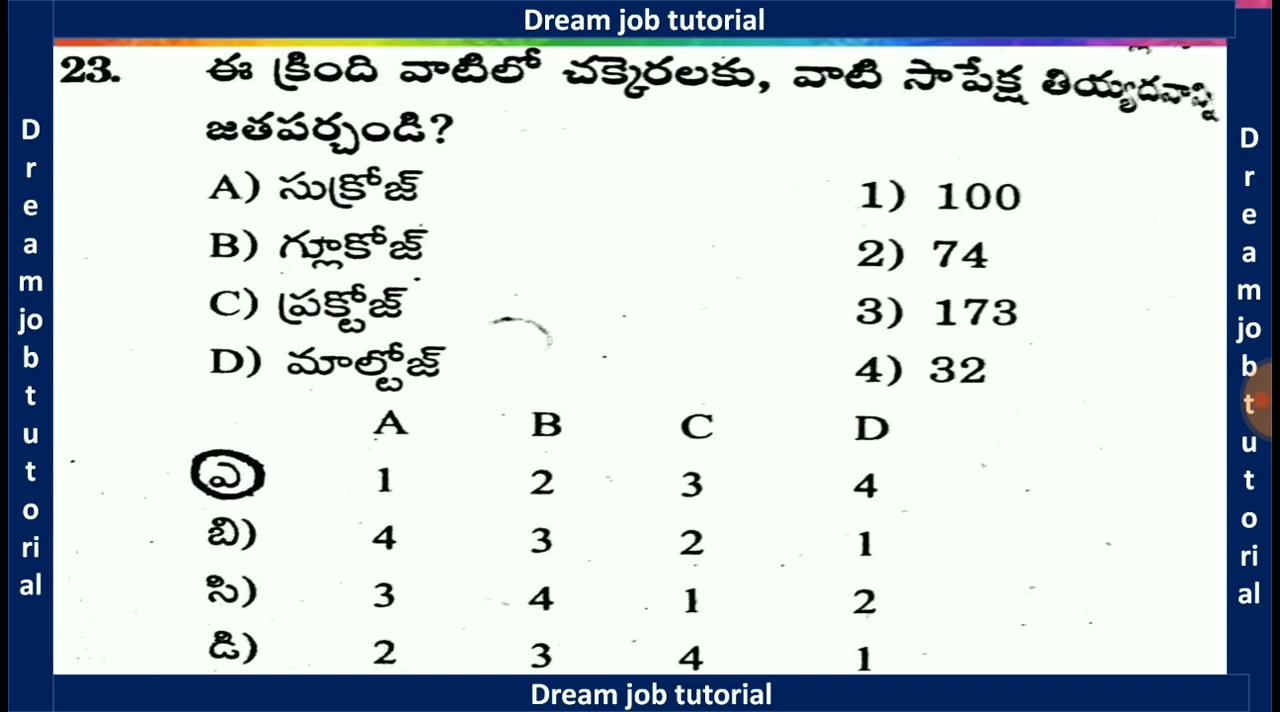 Dream job tutorial
23. ఈ క్రింది వాటిలో చక్కెరలకు, వాటి సాపేక్ష తియ్యదనాన్ని
జతపర్చండి?
A) సుక్రోజ్ 1) 100
B) గ్లూకోజ్ 2) 74
C) ప్రక్టోజ్ 3) 173
D) మాల్టోజ్ 4) 32
A B C D
ఎ 1 2 3 4
బి) 4 3 2 1
సి) 3 4 1 2
డి) 2 3 4 1
Dream job tutorial
Dream job tutorial
Dream job tutorial